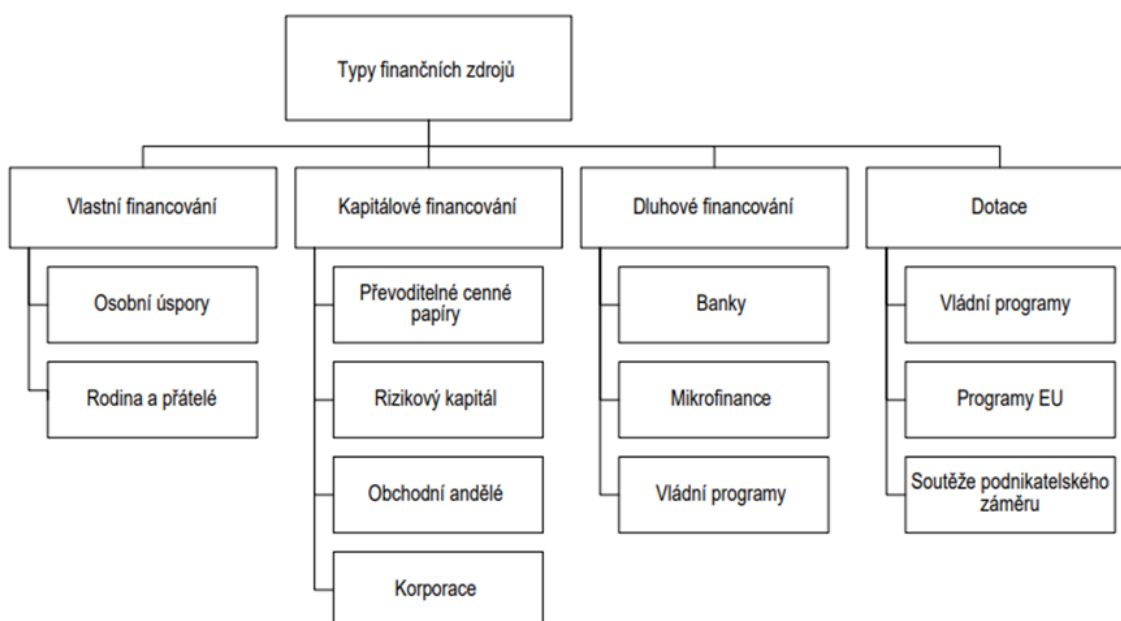 Typy finančních zdrojů
Vlastní financování
Kapitálové financování
Dluhové financování
Dotace
Osobní úspory
Rodina a přátelé
Převoditelné cenné
papíry
Rizikový kapitál
Obchodní andělé
Korporace
Banky
Mikrofinance
Vládní programy
Vládní programy
Programy EU
Soutěže podnikatelského
záměru